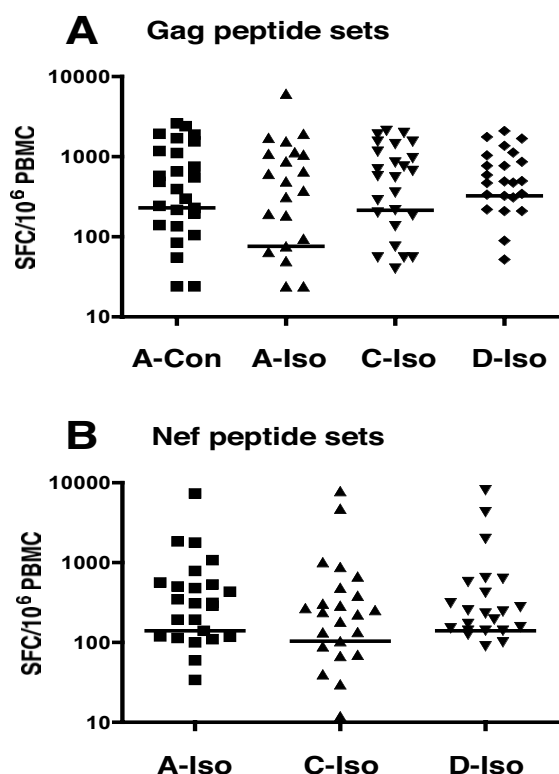 A Gag peptide sets
10000
1000
100
10
SFC/10⁶ PBMC
A-Con A-Iso C-Iso D-Iso
B Nef peptide sets
10000
1000
100
10
SFC/10⁶ PBMC
A-Iso C-Iso D-Iso